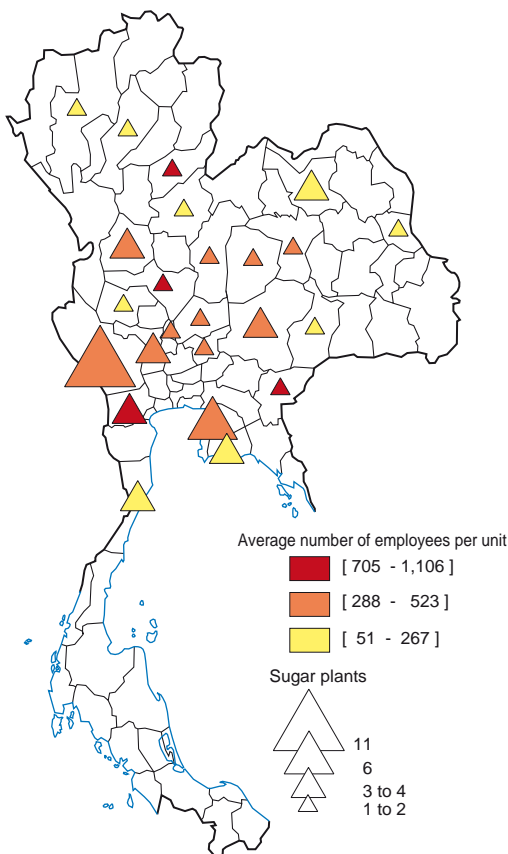 Average number of employees per unit
[ 705 - 1,106 ]
[ 288 - 523 ]
[ 51 - 267 ]
Sugar plants
11
6
3 to 4
1 to 2